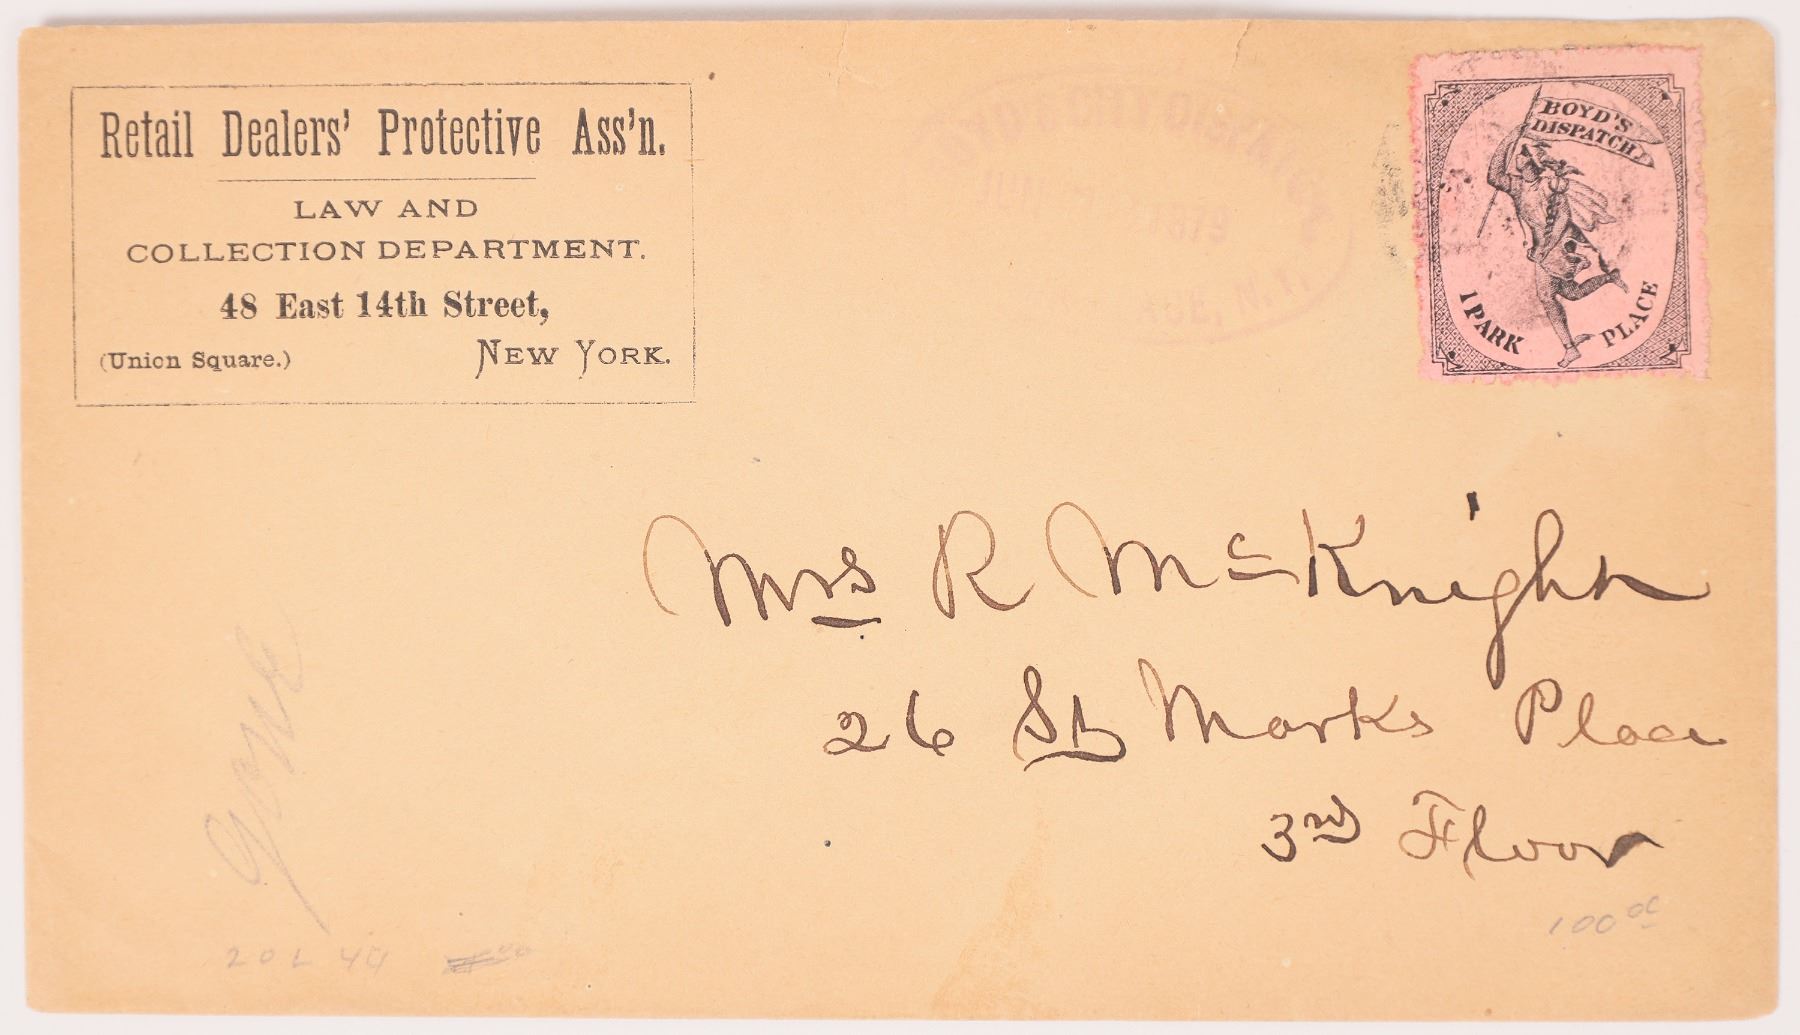 Retail Dealers' Protective Ass'n.
LAW AND
COLLECTION DEPARTMENT.
48 East 14th Street,
(Union Square.) NEW YORK.
BOYD'S
DISPATCH
1 PARK PLACE
N.Y.
Mrs R McKnight
26 St Marks Place
3rd Floor
100 00
20L 44